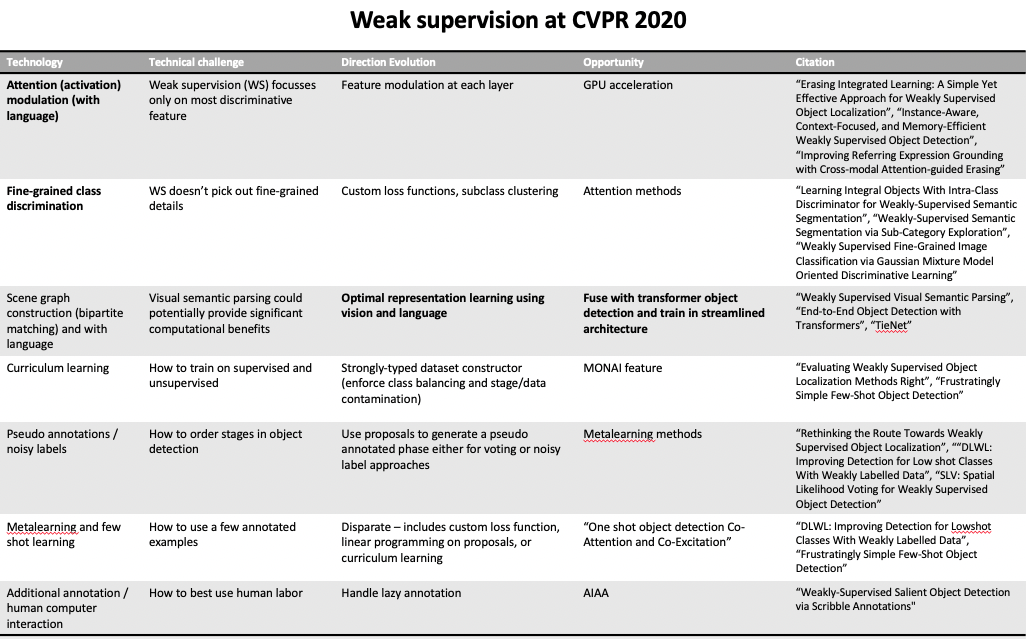 Weak supervision at CVPR 2020
Technology
Technical challenge
Direction Evolution
Opportunity
Citation
Attention (activation)
modulation (with
language)
Weak supervision (WS) focusses
only on most discriminative
feature
Feature modulation at each layer
GPU acceleration
“Erasing Integrated Learning: A Simple Yet
Effective Approach for Weakly Supervised
Object Localization”, “Instance-Aware,
Context-Focused, and Memory-Efficient
Weakly Supervised Object Detection”,
“Improving Referring Expression Grounding
with Cross-modal Attention-guided Erasing”
Fine-grained class
discrimination
WS doesn’t pick out fine-grained
details
Custom loss functions, subclass clustering
Attention methods
“Learning Integral Objects With Intra-Class
Discriminator for Weakly-Supervised Semantic
Segmentation”, “Weakly-Supervised Semantic
Segmentation via Sub-Category Exploration”,
“Weakly Supervised Fine-Grained Image
Classification via Gaussian Mixture Model
Oriented Discriminative Learning”
Scene graph
construction (bipartite
matching) and with
language
Visual semantic parsing could
potentially provide significant
computational benefits
Optimal representation learning using
vision and language
Fuse with transformer object
detection and train in streamlined
architecture
“Weakly Supervised Visual Semantic Parsing”,
“End-to-End Object Detection with
Transformers”, “TieNet”
Curriculum learning
How to train on supervised and
unsupervised
Strongly-typed dataset constructor
(enforce class balancing and stage/data
contamination)
MONAI feature
“Evaluating Weakly Supervised Object
Localization Methods Right”, “Frustratingly
Simple Few-Shot Object Detection”
Pseudo annotations /
noisy labels
How to order stages in object
detection
Use proposals to generate a pseudo
annotated phase either for voting or noisy
label approaches
Metalearning methods
“Rethinking the Route Towards Weakly
Supervised Object Localization”, ““DLWL:
Improving Detection for Low shot Classes
With Weakly Labelled Data”, “SLV: Spatial
Likelihood Voting for Weakly Supervised
Object Detection”
Metalearning and few
shot learning
How to use a few annotated
examples
Disparate – includes custom loss function,
linear programming on proposals, or
curriculum learning
“One shot object detection Co-
Attention and Co-Excitation”
“DLWL: Improving Detection for Lowshot
Classes With Weakly Labelled Data”,
“Frustratingly Simple Few-Shot Object
Detection”
Additional annotation /
human computer
interaction
How to best use human labor
Handle lazy annotation
AIAA
“Weakly-Supervised Salient Object Detection
via Scribble Annotations"